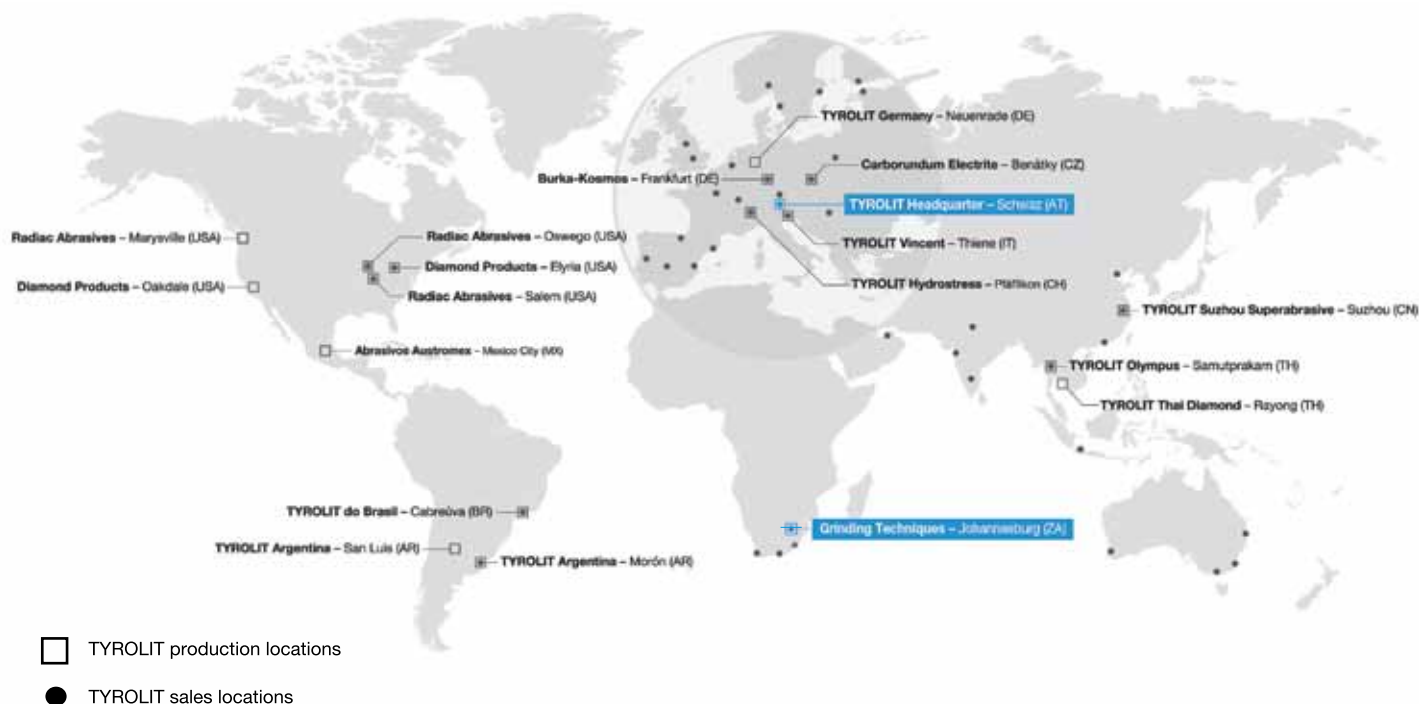 TYROLIT Germany – Neuenrade (DE)
Carborundum Electrite – Benátky (CZ)
Burka-Kosmos – Frankfurt (DE)
TYROLIT Headquarter – Schwaz (AT)
Radiac Abrasives – Marysville (USA)
Radiac Abrasives – Oswego (USA)
TYROLIT Vincent – Thiene (IT)
Diamond Products – Elyria (USA)
Diamond Products – Oakdale (USA)
TYROLIT Hydrostress – Pfäffikon (CH)
Radiac Abrasives – Salem (USA)
TYROLIT Suzhou Superabrasive – Suzhou (CN)
Abrasivos Austromex – Mexico City (MX)
TYROLIT Olympus – Samutprakarn (TH)
TYROLIT Thai Diamond – Rayong (TH)
TYROLIT do Brasil – Cabreúva (BR)
Grinding Techniques – Johannesburg (ZA)
TYROLIT Argentina – San Luis (AR)
TYROLIT Argentina – Morón (AR)
TYROLIT production locations
TYROLIT sales locations